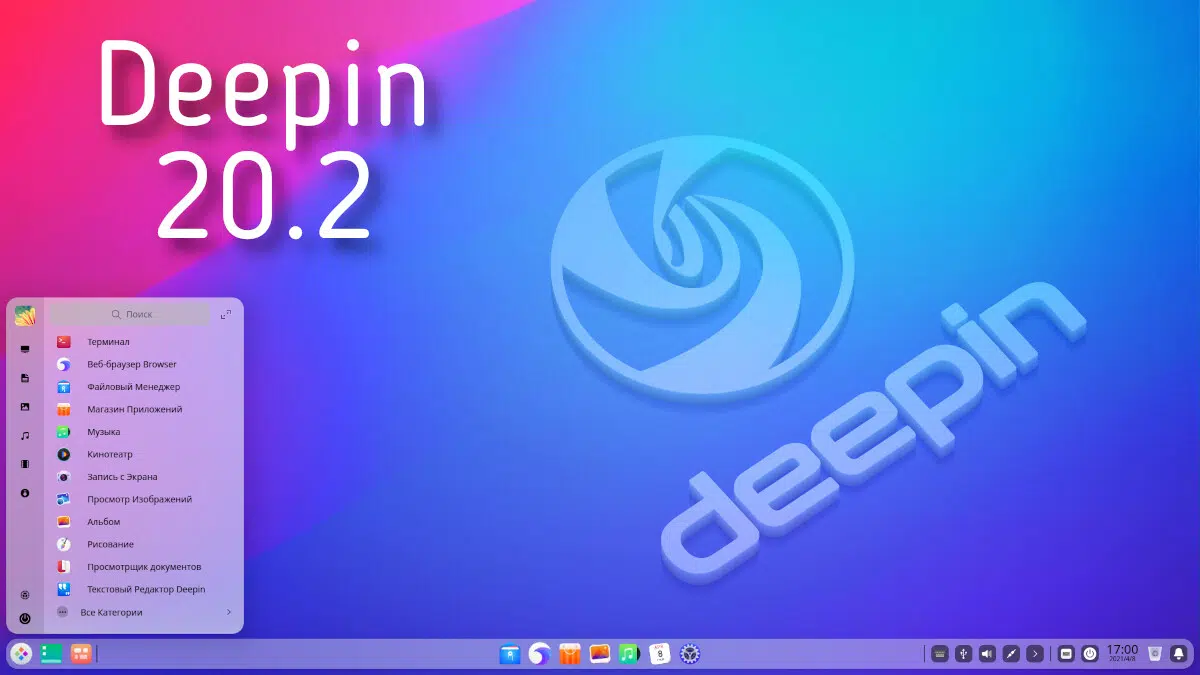 Deepin
20.2
deepin
Поиск
Терминал
Веб-браузер Browser
Файловый Менеджер
Магазин Приложений
Музыка
Кинотеатр
Запись с Экрана
Просмотр Изображений
Альбом
Рисование
Просмотрщик документов
Текстовый Редактор Deepin
Все Категории
8
17:00
2021/4/8